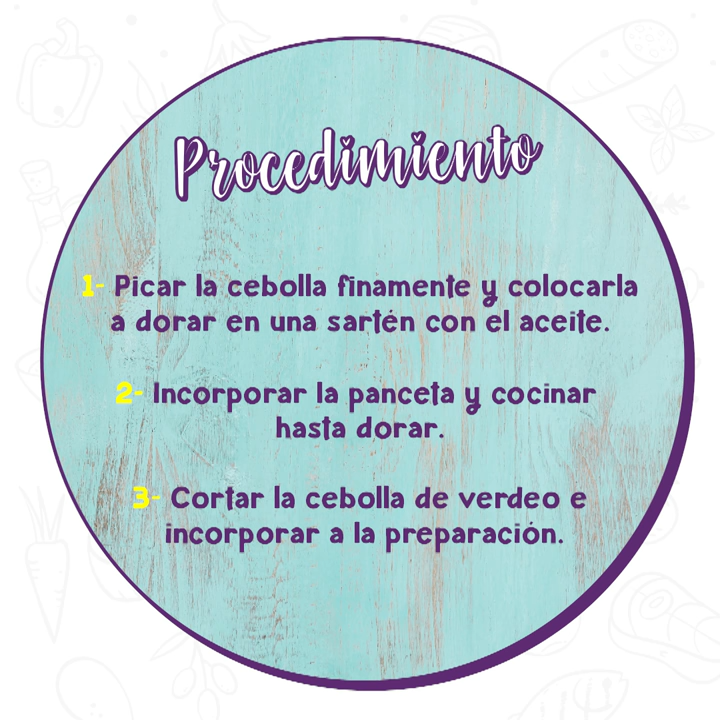 Procedimiento
1- Picar la cebolla finamente y colocarla
a dorar en una sartén con el aceite.
2- Incorporar la panceta y cocinar
hasta dorar.
3- Cortar la cebolla de verdeo e
incorporar a la preparación.